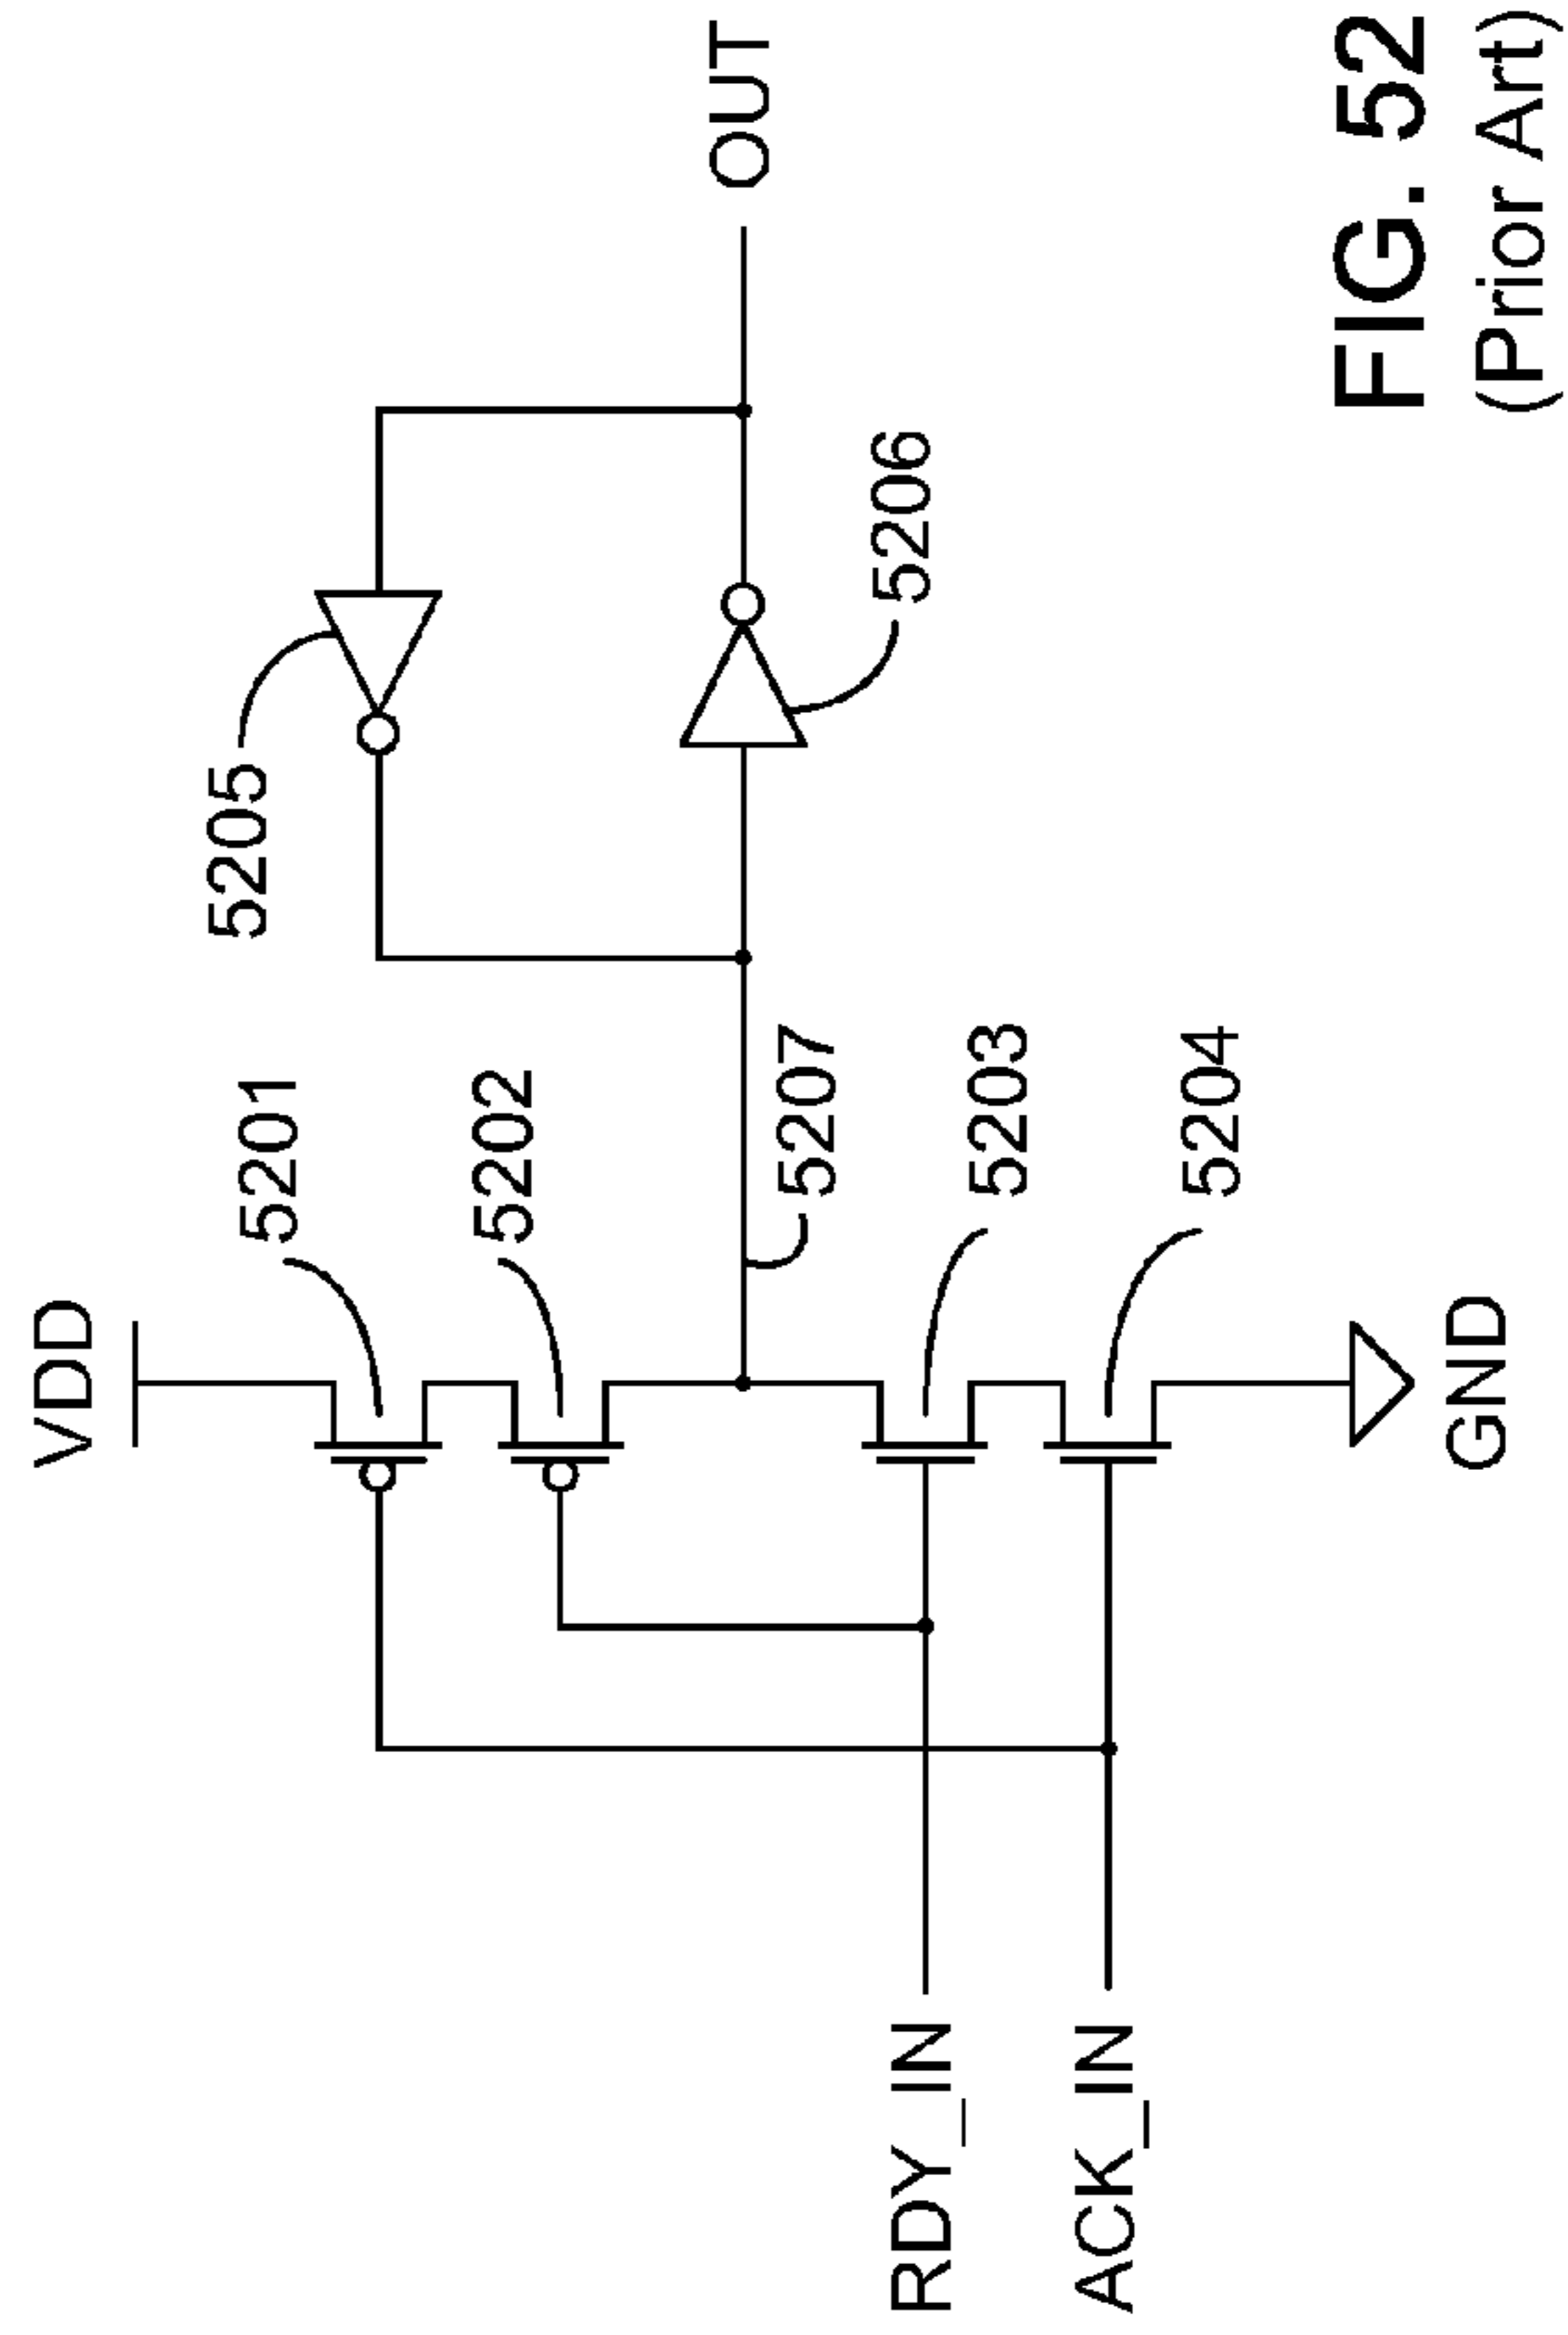 VDD
5201
5205
5202
OUT
5207
5206
RDY_IN
5203
ACK_IN
5204
GND
FIG. 52
(Prior Art)